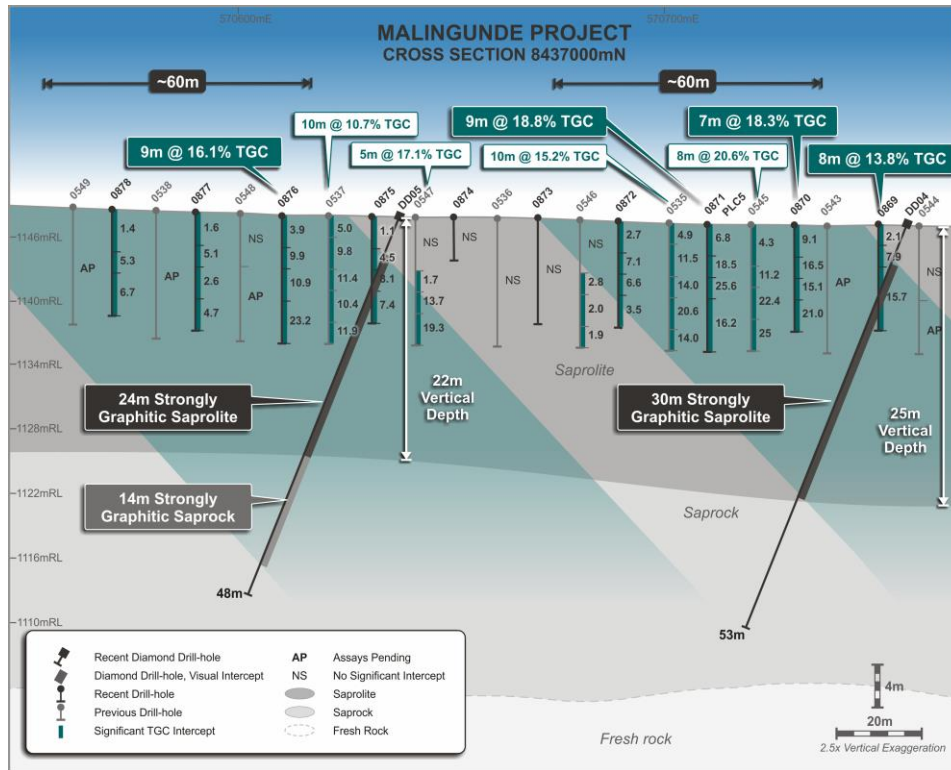 570600mE
570700mE
MALINGUNDE PROJECT
CROSS SECTION 8437000mN
~60m
~60m
9m @ 16.1% TGC
10m @ 10.7% TGC
5m @ 17.1% TGC
9m @ 18.8% TGC
10m @ 15.2% TGC
7m @ 18.3% TGC
8m @ 20.6% TGC
8m @ 13.8% TGC
0549
0878
0538
0877
0548
0876
0537
0875
DD05
0547
0874
0536
0873
0546
0872
0535
0871
PLC5
0545
0870
0543
0869
DD04
0544
1146mRL
1140mRL
1134mRL
1128mRL
1122mRL
1116mRL
1110mRL
AP
1.4
5.3
6.7
AP
1.6
5.1
2.6
4.7
NS
AP
3.9
9.9
10.9
23.2
5.0
9.8
11.4
10.4
11.9
1.1
4.5
8.1
7.4
NS
1.7
13.7
19.3
NS
NS
NS
NS
2.8
2.0
1.9
2.7
7.1
6.6
3.5
4.9
11.5
14.0
20.6
14.0
6.8
18.5
25.6
16.2
4.3
11.2
22.4
25
9.1
16.5
15.1
21.0
AP
2.1
7.9
15.7
NS
AP
24m Strongly
Graphitic Saprolite
22m
Vertical
Depth
Saprolite
30m Strongly
Graphitic Saprolite
25m
Vertical
Depth
14m Strongly
Graphitic Saprock
Saprock
48m
53m
Recent Diamond Drill-hole
Diamond Drill-hole, Visual Intercept
Recent Drill-hole
Previous Drill-hole
Significant TGC Intercept
AP Assays Pending
NS No Significant Intercept
Saprolite
Saprock
Fresh Rock
Fresh rock
4m
20m
2.5x Vertical Exaggeration